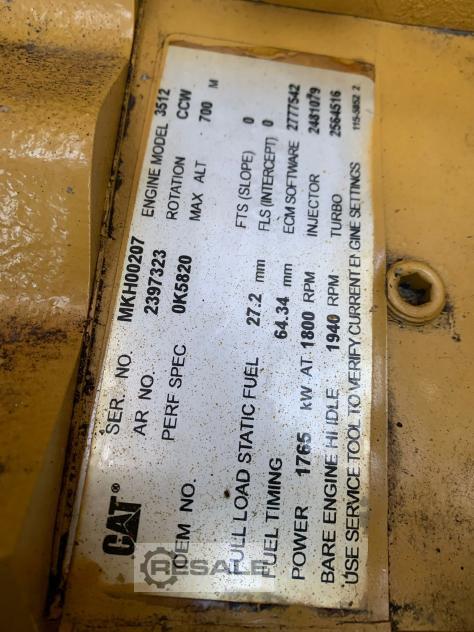 CAT®
SER. NO. MKH00207 ENGINE MODEL 3512
AR NO. 2397323 ROTATION CCW
PERF SPEC 0K5820 MAX ALT 700 M
OEM NO.
FULL LOAD STATIC FUEL 27.2 mm FTS (SLOPE) 0
FUEL TIMING 64.34 mm FLS (INTERCEPT) 0
ECM SOFTWARE 2777542
POWER 1765 kW AT 1800 RPM INJECTOR 2481079
BARE ENGINE HI IDLE 1940 RPM TURBO 2564516
USE SERVICE TOOL TO VERIFY CURRENT ENGINE SETTINGS 115-5852 2
RESALE